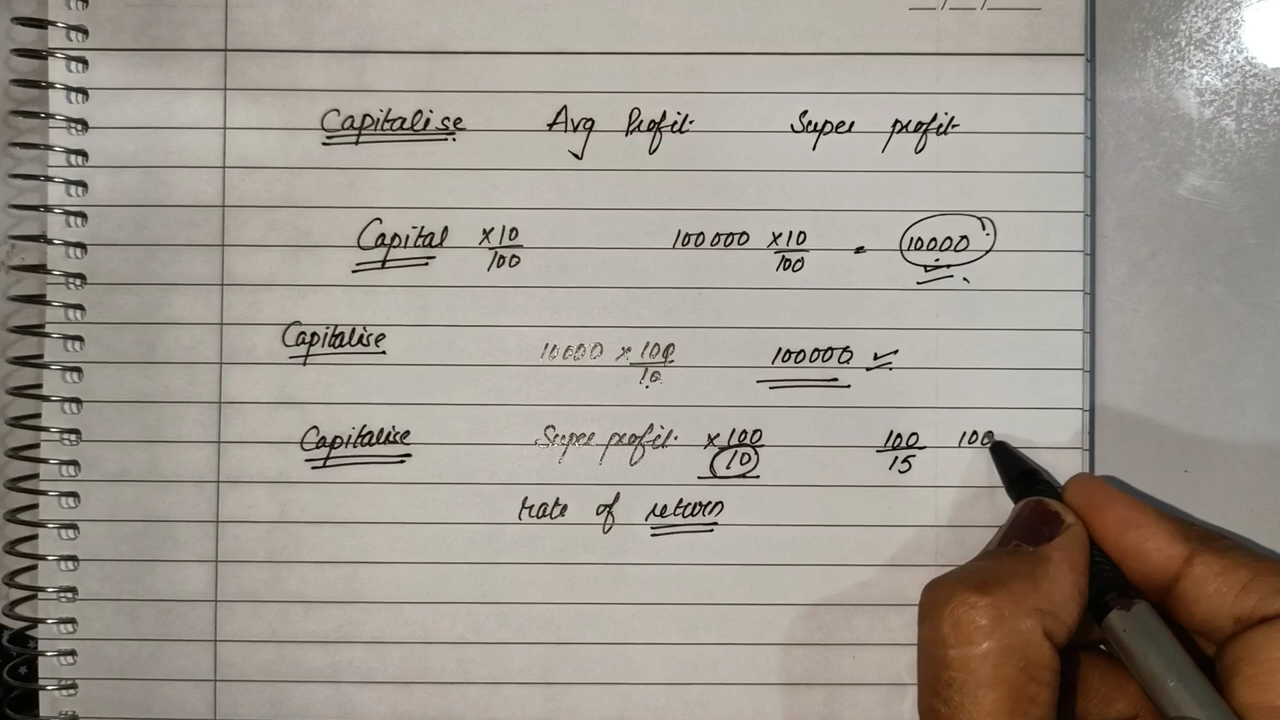 Capitalise Avg Profit Super profit
Capital × 10/100 100000 × 10/100 = 10000
Capitalise 10000 × 100/10 100000 ✓
Capitalise Super profit × 100/10 100/15 100
rate of return